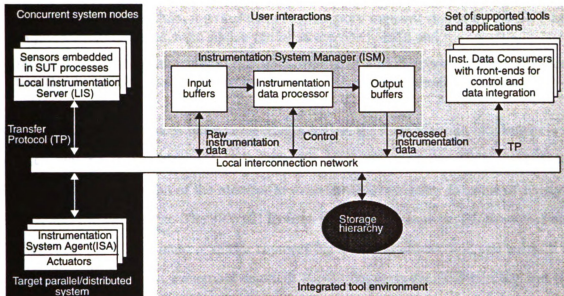 Concurrent system nodes
Sensors embedded
in SUT processes
Local Instrumentation
Server (LIS)
Transfer
Protocol (TP)
User interactions
Instrumentation System Manager (ISM)
Input
buffers
Instrumentation
data processor
Output
buffers
Raw
instrumentation
data
Control
Processed
instrumentation
data
Set of supported tools
and applications
Inst. Data Consumers
with front-ends for
control and
data integration
TP
Local interconnection network
Instrumentation
System Agent(ISA)
Actuators
Target parallel/distributed
system
Storage
hierarchy
Integrated tool environment